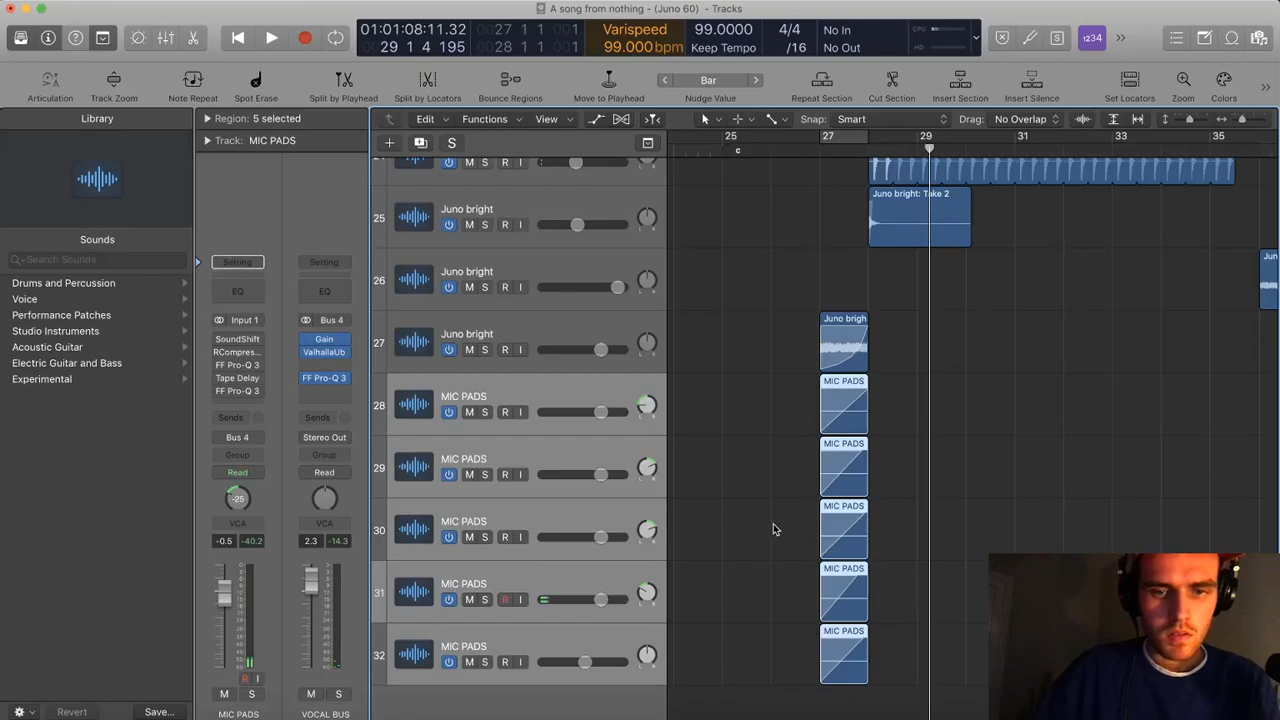 A song from nothing - (Juno 60) - Tracks
01:01:08:11.32
29 1 4 195
27 1 1 001
28 1 1 001
Varispeed
99.000bpm
99.0000
Keep Tempo
4/4
/16
No In
No Out
CPU
HD
1234
Articulation
Track Zoom
Note Repeat
Spot Erase
Split by Playhead
Split by Locators
Bounce Regions
Move to Playhead
Bar
Nudge Value
Repeat Section
Cut Section
Insert Section
Insert Silence
Set Locators
Zoom
Colors
Library
Region: 5 selected
Track: MIC PADS
Edit
Functions
View
Snap: Smart
Drag: No Overlap
S
25 27 29 31 33 35
c
Sounds
Search Sounds
Drums and Percussion
Voice
Performance Patches
Studio Instruments
Acoustic Guitar
Electric Guitar and Bass
Experimental
Setting
EQ
Input 1
SoundShift
RCompres...
FF Pro-Q 3
Tape Delay
FF Pro-Q 3
Sends
Bus 4
Group
Read
-25
VCA
-0.5 -40.2
R I
M S
MIC PADS
Setting
EQ
Bus 4
Gain
ValhallaUb
FF Pro-Q 3
Sends
Stereo Out
Group
Read
VCA
2.3 -14.3
M S
VOCAL BUS
M S R I
25 Juno bright
M S R I
26 Juno bright
M S R I
27 Juno bright
M S R I
28 MIC PADS
M S R I
29 MIC PADS
M S R I
30 MIC PADS
M S R I
31 MIC PADS
M S R I
32 MIC PADS
M S R I
Juno bright: Take 2
Jun
Juno brigh
MIC PADS
MIC PADS
MIC PADS
MIC PADS
MIC PADS
Revert
Save...